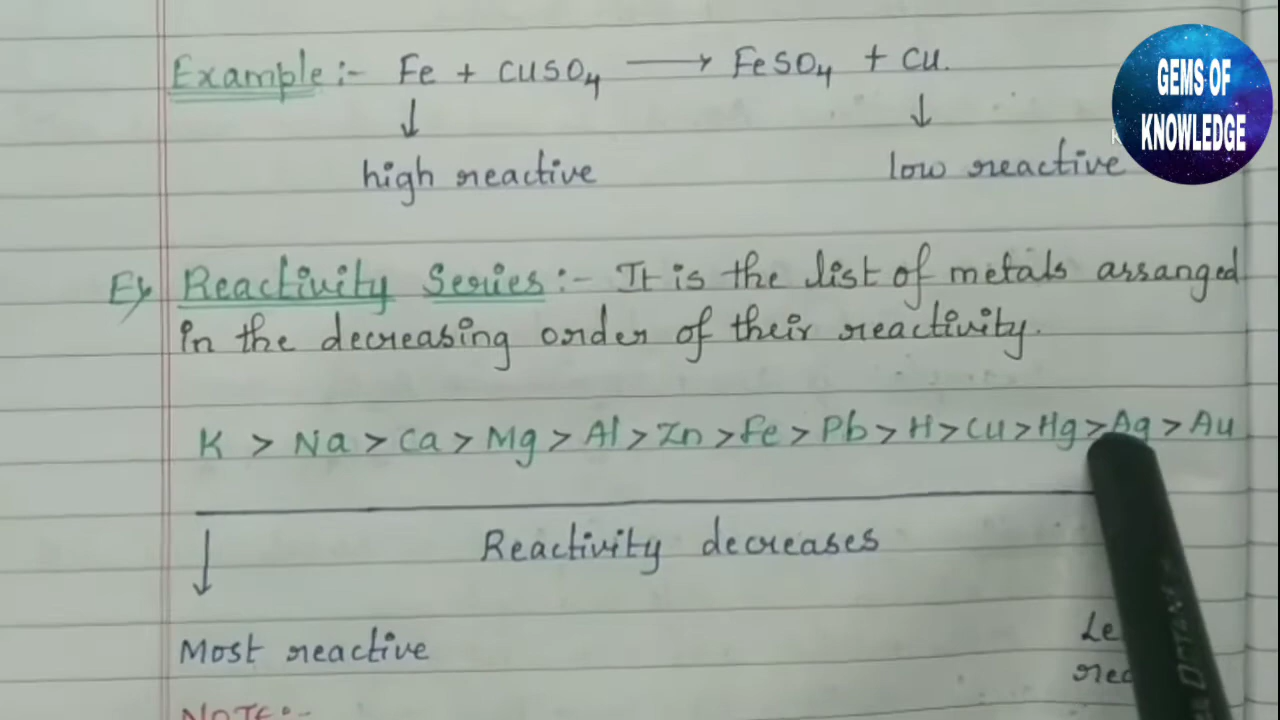 Example :- Fe + CuSO4 → FeSO4 + Cu.
↓ ↓
high reactive low reactive
GEMS OF
KNOWLEDGE
Ex Reactivity Series :- It is the list of metals arranged
in the decreasing order of their reactivity.
K > Na > Ca > Mg > Al > Zn > Fe > Pb > H > Cu > Hg > Ag > Au
Reactivity decreases
↓
Most reactive
NOTE :-